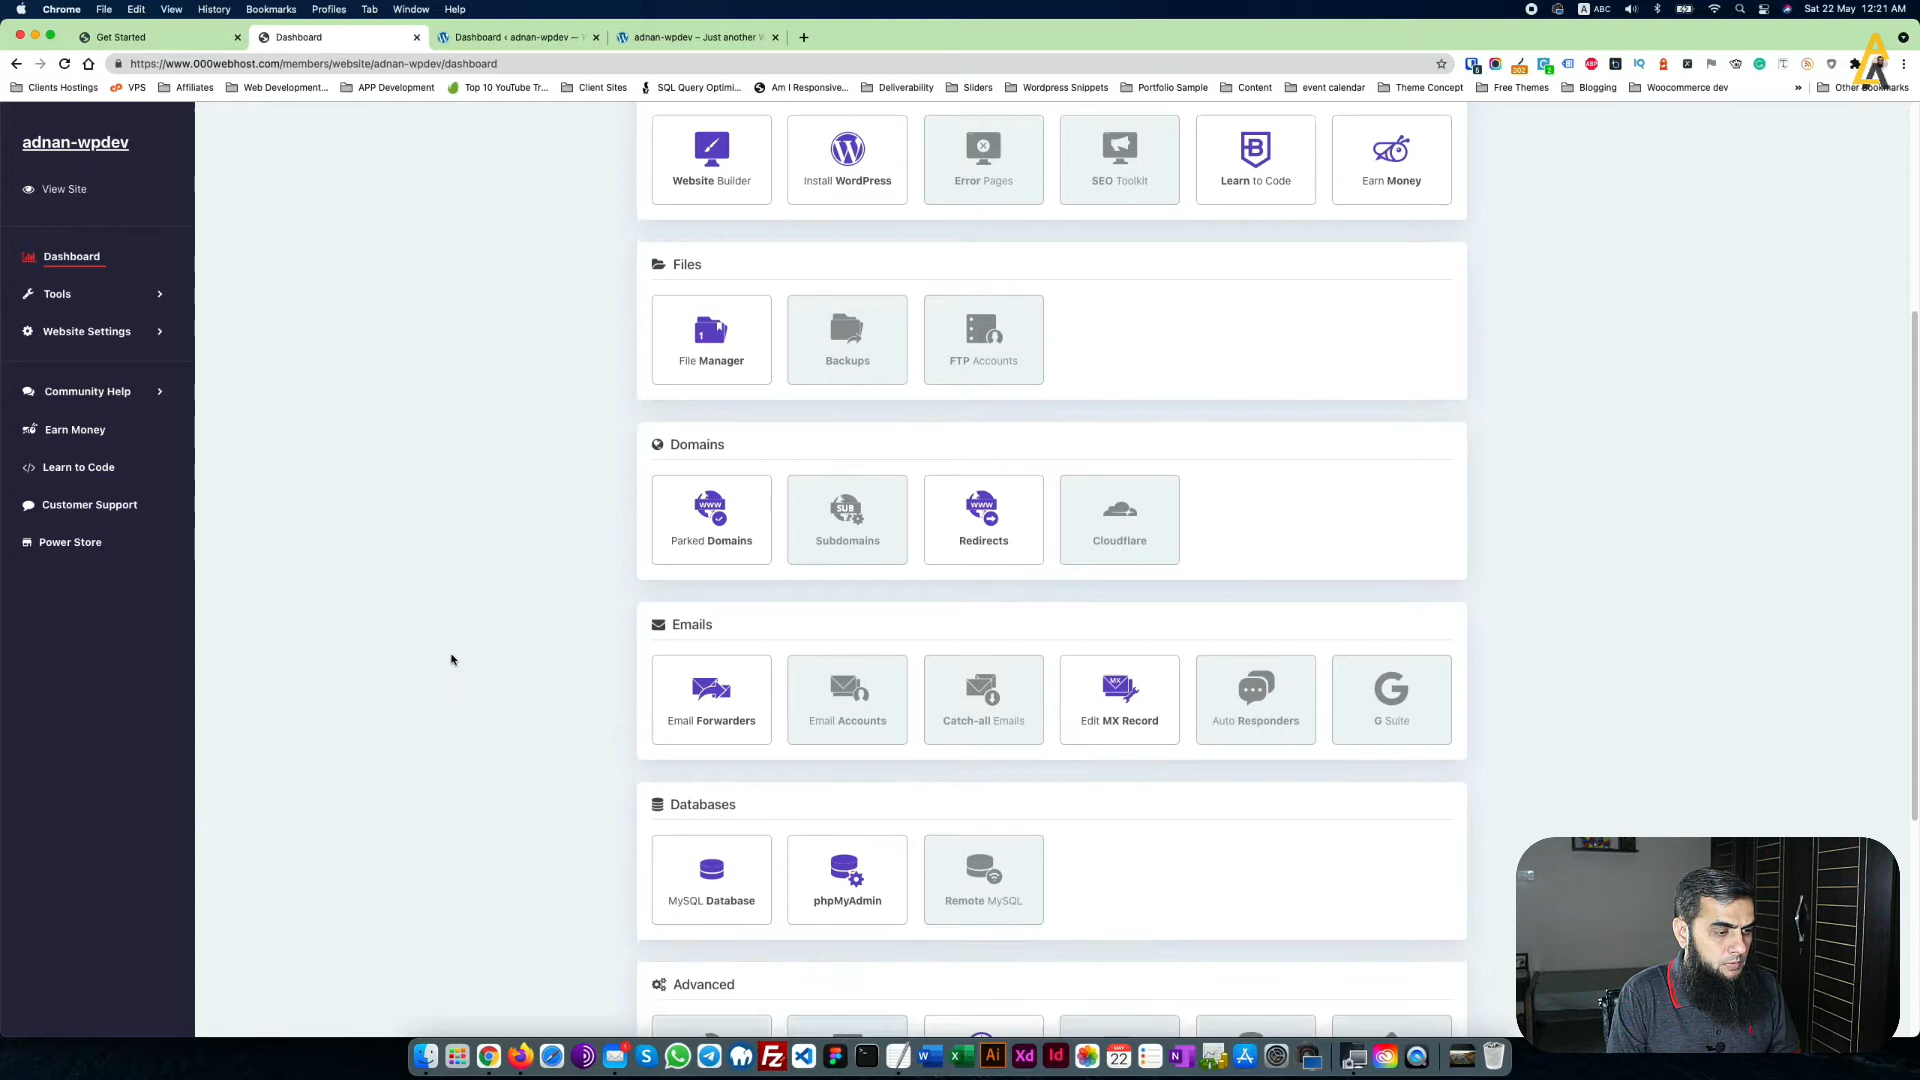 Chrome File Edit View History Bookmarks Profiles Tab Window Help
A ABC Sat 22 May 12:21 AM
Get Started
Dashboard
Dashboard ‹ adnan-wpdev —
adnan-wpdev – Just another
https://www.000webhost.com/members/website/adnan-wpdev/dashboard
Clients Hostings VPS Affiliates Web Development... APP Development Top 10 YouTube Tr... Client Sites SQL Query Optimi... Am I Responsive... Deliverability Sliders Wordpress Snippets Portfolio Sample Content event calendar Theme Concept Free Themes Blogging Woocommerce dev » Other Bookmarks
adnan-wpdev
View Site
Dashboard
Tools
Website Settings
Community Help
Earn Money
Learn to Code
Customer Support
Power Store
Website Builder
Install WordPress
Error Pages
SEO Toolkit
Learn to Code
Earn Money
Files
File Manager
Backups
FTP Accounts
Domains
Parked Domains
Subdomains
Redirects
Cloudflare
Emails
Email Forwarders
Email Accounts
Catch-all Emails
Edit MX Record
Auto Responders
G Suite
Databases
MySQL Database
phpMyAdmin
Remote MySQL
Advanced